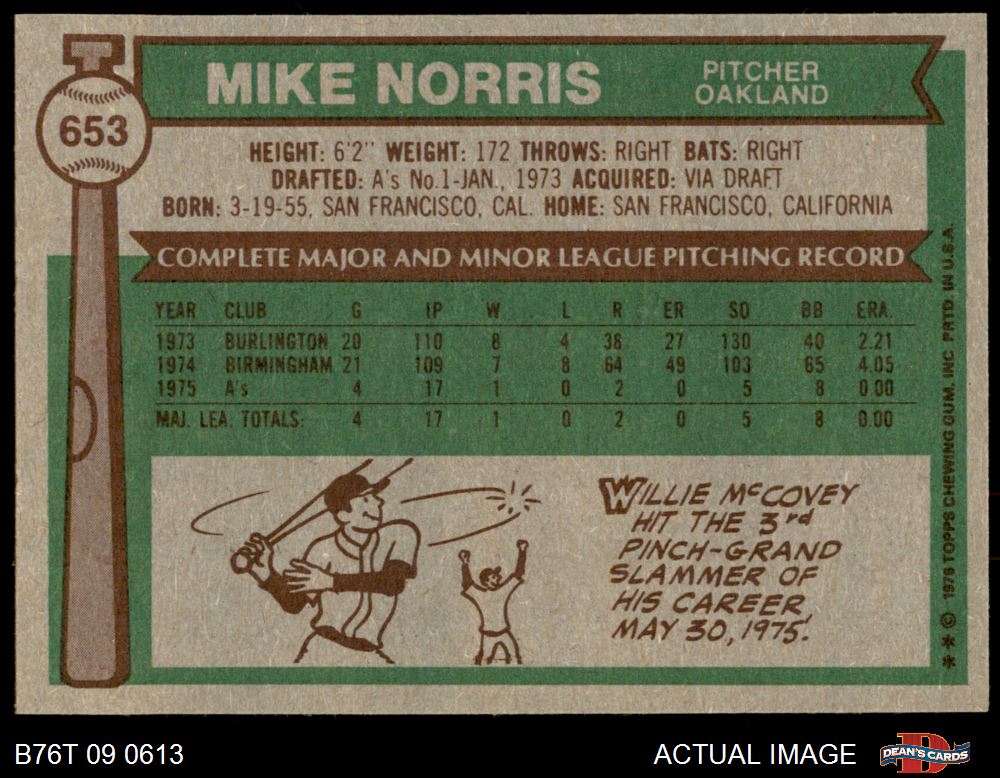 MIKE NORRIS
PITCHER
OAKLAND
653
HEIGHT: 6'2" WEIGHT: 172 THROWS: RIGHT BATS: RIGHT
DRAFTED: A's No.1-JAN., 1973 ACQUIRED: VIA DRAFT
BORN: 3-19-55, SAN FRANCISCO, CAL. HOME: SAN FRANCISCO, CALIFORNIA
COMPLETE MAJOR AND MINOR LEAGUE PITCHING RECORD
YEAR CLUB G IP W L R ER SO BB ERA.
1973 BURLINGTON 20 110 8 4 38 27 130 40 2.21
1974 BIRMINGHAM 21 109 7 8 64 49 103 65 4.05
1975 A's 4 17 1 0 2 0 5 8 0.00
MAJ. LEA. TOTALS: 4 17 1 0 2 0 5 8 0.00
WILLIE McCOVEY
HIT THE 3rd
PINCH-GRAND
SLAMMER OF
HIS CAREER,
MAY 30, 1975.
** © 1976 TOPPS CHEWING GUM, INC. PRTD. IN U.S.A.
B76T 09 0613
ACTUAL IMAGE
DEAN'S CARDS